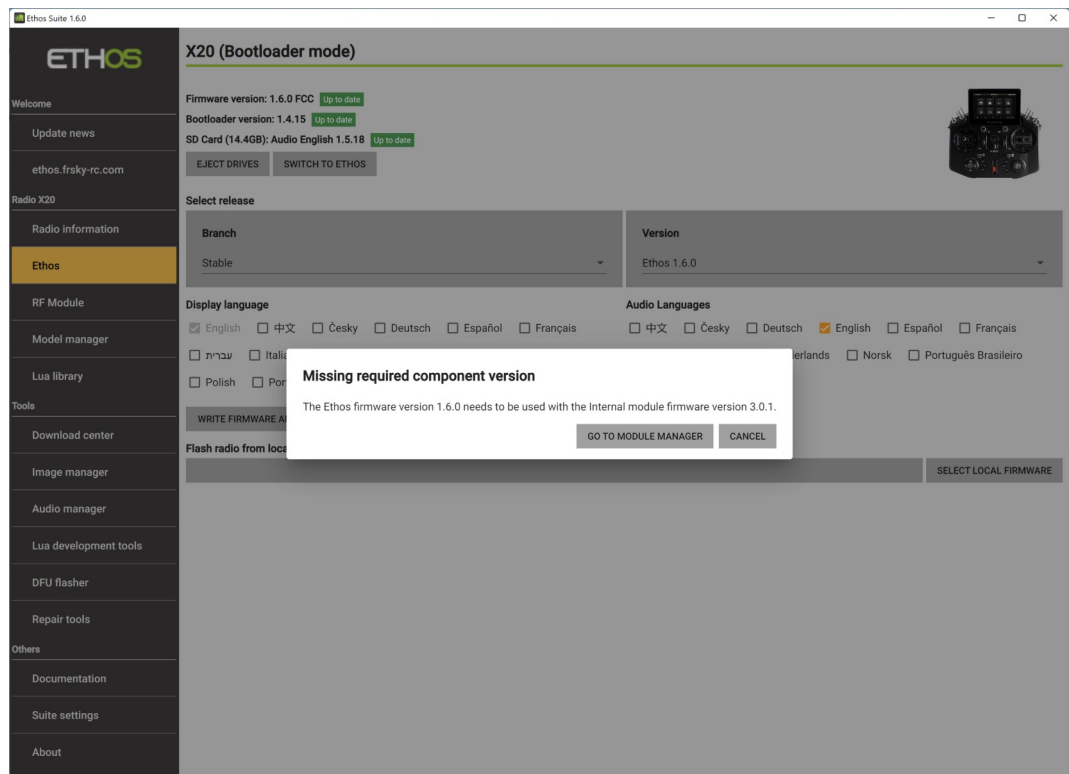 Ethos Suite 1.6.0
ETHOS
Welcome
Update news
ethos.frsky-rc.com
Radio X20
Radio information
Ethos
RF Module
Model manager
Lua library
Tools
Download center
Image manager
Audio manager
Lua development tools
DFU flasher
Repair tools
Others
Documentation
Suite settings
About
X20 (Bootloader mode)
Firmware version: 1.6.0 FCC Up to date
Bootloader version: 1.4.15 Up to date
SD Card (14.4GB): Audio English 1.5.18 Up to date
EJECT DRIVES SWITCH TO ETHOS
Select release
Branch
Stable
Version
Ethos 1.6.0
Display language
English 中文 Česky Deutsch Español Français
עברית Italia
Polish Por
Audio Languages
中文 Česky Deutsch English Español Français
erlands Norsk Português Brasileiro
WRITE FIRMWARE A
Flash radio from loca
SELECT LOCAL FIRMWARE
Missing required component version
The Ethos firmware version 1.6.0 needs to be used with the Internal module firmware version 3.0.1.
GO TO MODULE MANAGER CANCEL